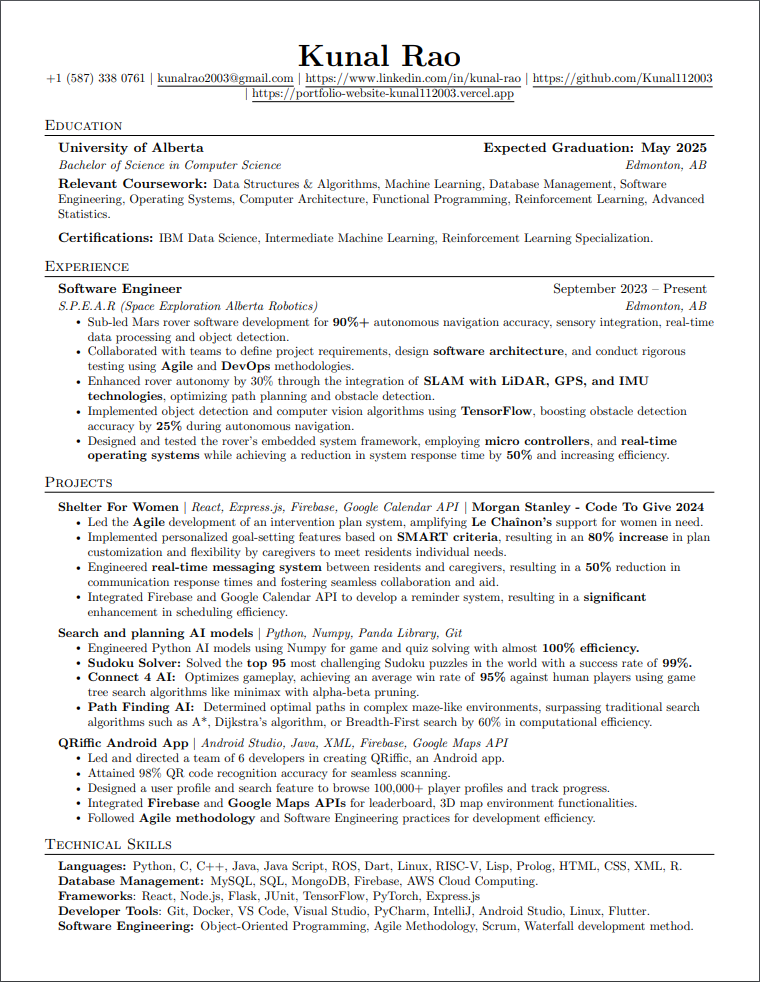 Kunal Rao
+1 (587) 338 0761 | kunalrao2003@gmail.com | https://www.linkedin.com/in/kunal-rao | https://github.com/Kunal112003
| https://portfolio-website-kunal112003.vercel.app
Education
University of Alberta Expected Graduation: May 2025
Bachelor of Science in Computer Science Edmonton, AB
Relevant Coursework: Data Structures & Algorithms, Machine Learning, Database Management, Software
Engineering, Operating Systems, Computer Architecture, Functional Programming, Reinforcement Learning, Advanced
Statistics.
Certifications: IBM Data Science, Intermediate Machine Learning, Reinforcement Learning Specialization.
Experience
Software Engineer September 2023 – Present
S.P.E.A.R (Space Exploration Alberta Robotics) Edmonton, AB
• Sub-led Mars rover software development for 90%+ autonomous navigation accuracy, sensory integration, real-time
data processing and object detection.
• Collaborated with teams to define project requirements, design software architecture, and conduct rigorous
testing using Agile and DevOps methodologies.
• Enhanced rover autonomy by 30% through the integration of SLAM with LiDAR, GPS, and IMU
technologies, optimizing path planning and obstacle detection.
• Implemented object detection and computer vision algorithms using TensorFlow, boosting obstacle detection
accuracy by 25% during autonomous navigation.
• Designed and tested the rover's embedded system framework, employing micro controllers, and real-time
operating systems while achieving a reduction in system response time by 50% and increasing efficiency.
Projects
Shelter For Women | React, Express.js, Firebase, Google Calendar API | Morgan Stanley - Code To Give 2024
• Led the Agile development of an intervention plan system, amplifying Le Chaînon's support for women in need.
• Implemented personalized goal-setting features based on SMART criteria, resulting in an 80% increase in plan
customization and flexibility by caregivers to meet residents individual needs.
• Engineered real-time messaging system between residents and caregivers, resulting in a 50% reduction in
communication response times and fostering seamless collaboration and aid.
• Integrated Firebase and Google Calendar API to develop a reminder system, resulting in a significant
enhancement in scheduling efficiency.
Search and planning AI models | Python, Numpy, Panda Library, Git
• Engineered Python AI models using Numpy for game and quiz solving with almost 100% efficiency.
• Sudoku Solver: Solved the top 95 most challenging Sudoku puzzles in the world with a success rate of 99%.
• Connect 4 AI: Optimizes gameplay, achieving an average win rate of 95% against human players using game
tree search algorithms like minimax with alpha-beta pruning.
• Path Finding AI: Determined optimal paths in complex maze-like environments, surpassing traditional search
algorithms such as A*, Dijkstra's algorithm, or Breadth-First search by 60% in computational efficiency.
QRiffic Android App | Android Studio, Java, XML, Firebase, Google Maps API
• Led and directed a team of 6 developers in creating QRiffic, an Android app.
• Attained 98% QR code recognition accuracy for seamless scanning.
• Designed a user profile and search feature to browse 100,000+ player profiles and track progress.
• Integrated Firebase and Google Maps APIs for leaderboard, 3D map environment functionalities.
• Followed Agile methodology and Software Engineering practices for development efficiency.
Technical Skills
Languages: Python, C, C++, Java, Java Script, ROS, Dart, Linux, RISC-V, Lisp, Prolog, HTML, CSS, XML, R.
Database Management: MySQL, SQL, MongoDB, Firebase, AWS Cloud Computing.
Frameworks: React, Node.js, Flask, JUnit, TensorFlow, PyTorch, Express.js
Developer Tools: Git, Docker, VS Code, Visual Studio, PyCharm, IntelliJ, Android Studio, Linux, Flutter.
Software Engineering: Object-Oriented Programming, Agile Methodology, Scrum, Waterfall development method.